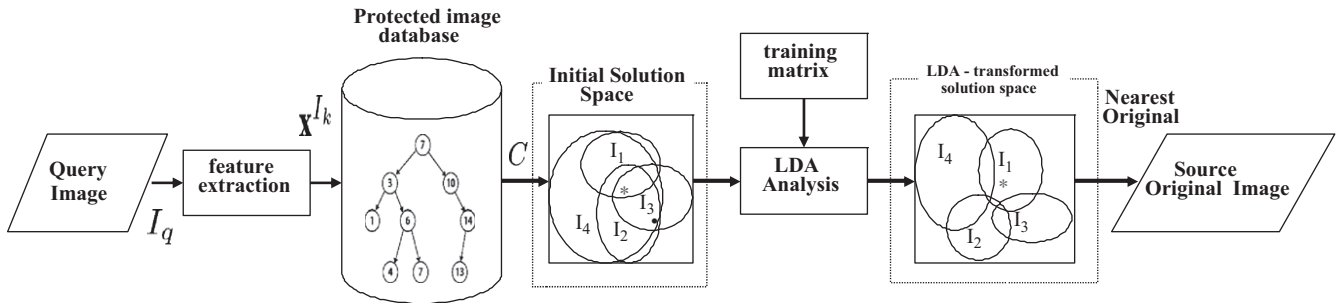 Query
Image
I_q
feature
extraction
X^{I_k}
Protected image
database
7
3
10
1
6
14
4
7
13
C
Initial Solution
Space
I_1
*
I_3
I_4
I_2
training
matrix
LDA
Analysis
LDA - transformed
solution space
I_4
I_1
*
I_3
I_2
Nearest
Original
Source
Original Image